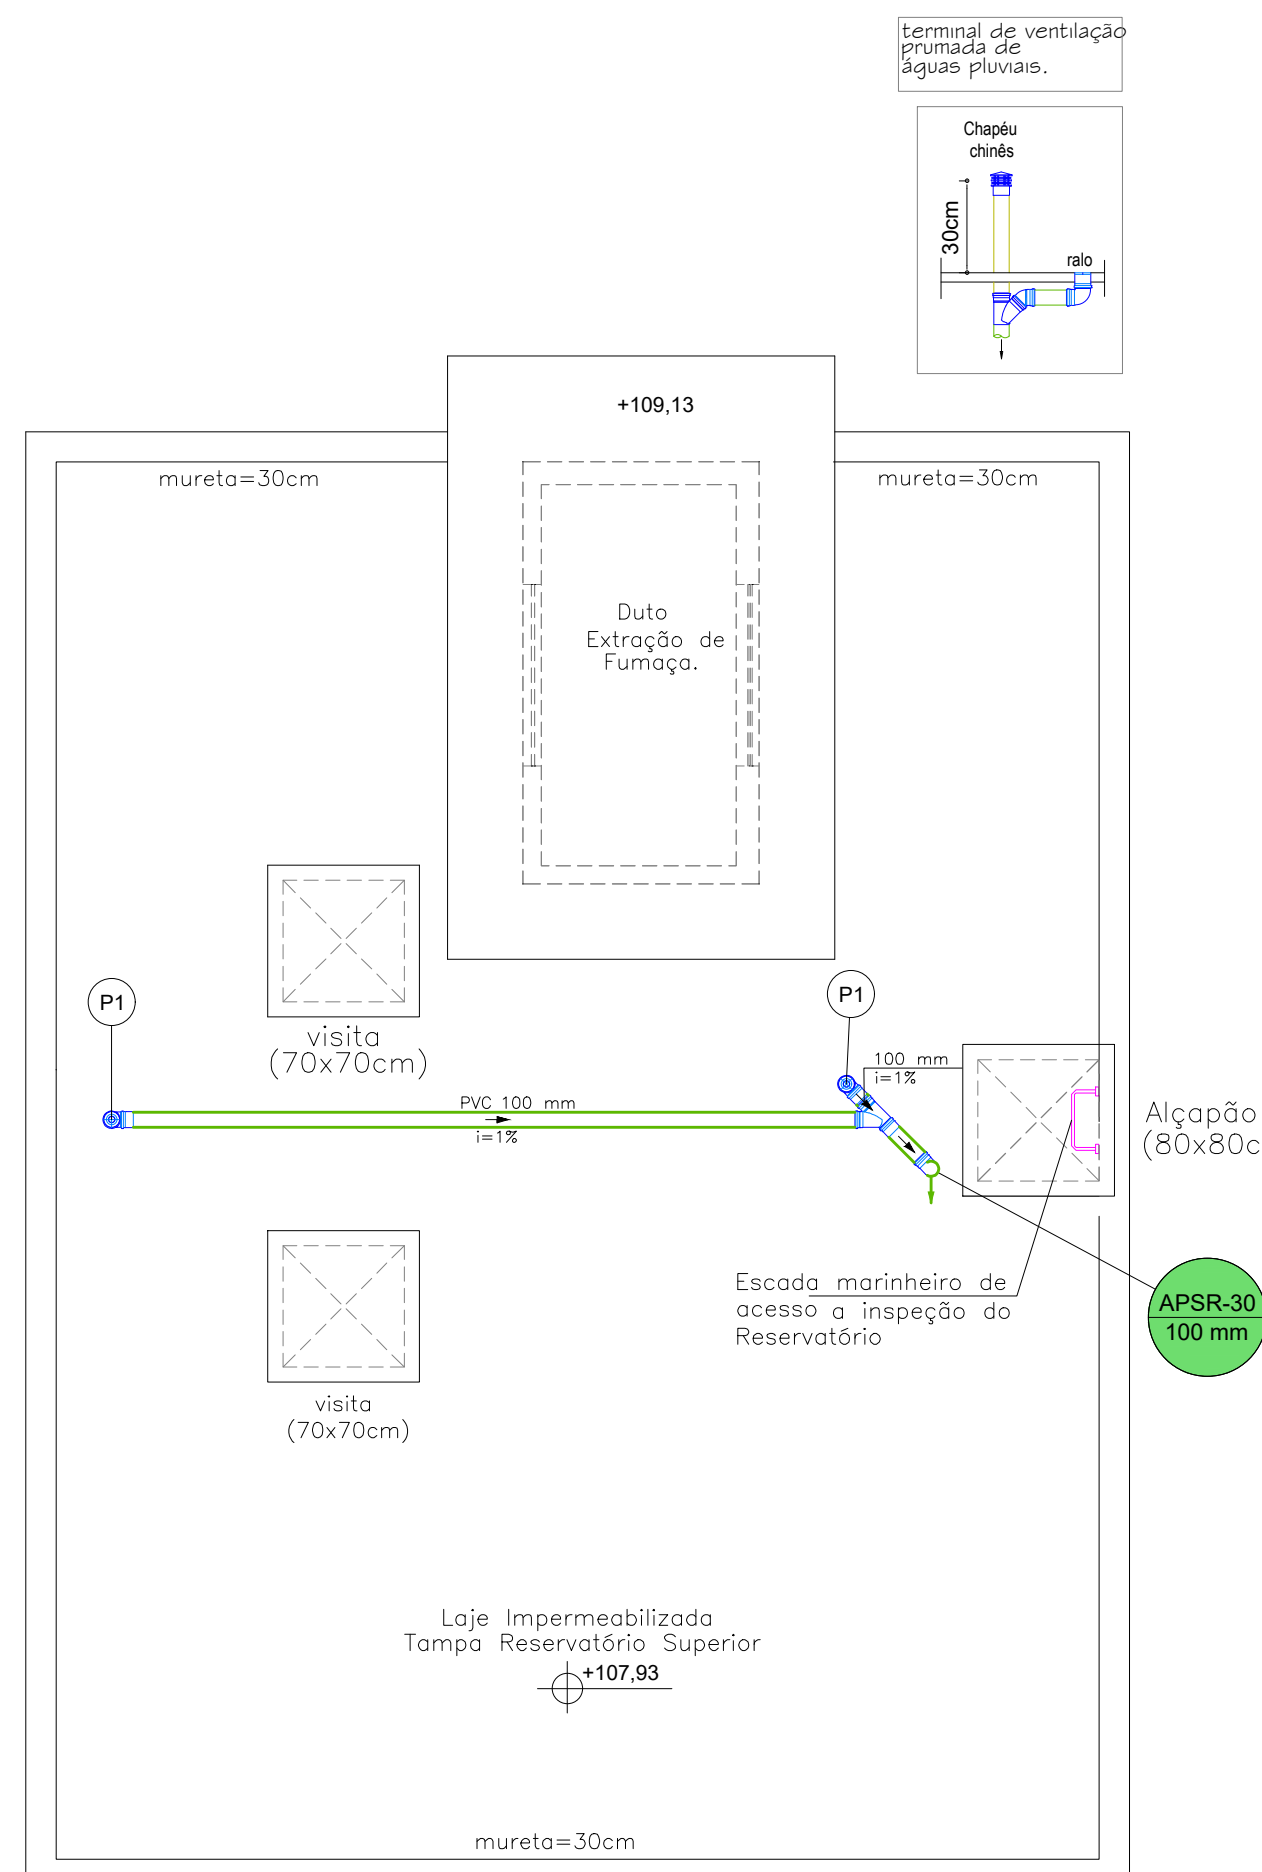 terminal de ventilação
prumada de
águas pluviais.
Chapéu
chinês
30cm
ralo
+109,13
mureta=30cm
mureta=30cm
Duto
Extração de
Fumaça.
P1
P1
visita
(70x70cm)
100 mm
i=1%
PVC 100 mm
i=1%
Alçapão
(80x80c
Escada marinheiro de
acesso a inspeção do
Reservatório
APSR-30
100 mm
visita
(70x70cm)
Laje Impermeabilizada
Tampa Reservatório Superior
+107,93
mureta=30cm